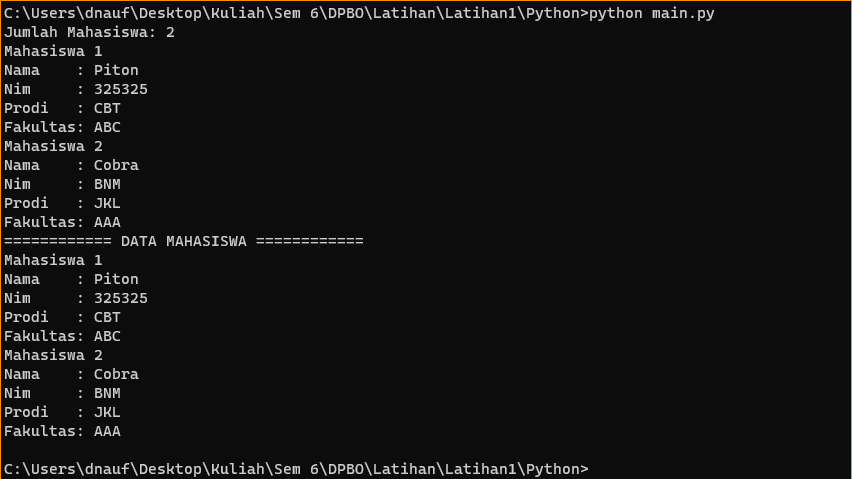 C:\Users\dnauf\Desktop\Kuliah\Sem 6\DPBO\Latihan\Latihan1\Python>python main.py
Jumlah Mahasiswa: 2
Mahasiswa 1
Nama    : Piton
Nim     : 325325
Prodi   : CBT
Fakultas: ABC
Mahasiswa 2
Nama    : Cobra
Nim     : BNM
Prodi   : JKL
Fakultas: AAA
============ DATA MAHASISWA ============
Mahasiswa 1
Nama    : Piton
Nim     : 325325
Prodi   : CBT
Fakultas: ABC
Mahasiswa 2
Nama    : Cobra
Nim     : BNM
Prodi   : JKL
Fakultas: AAA
C:\Users\dnauf\Desktop\Kuliah\Sem 6\DPBO\Latihan\Latihan1\Python>